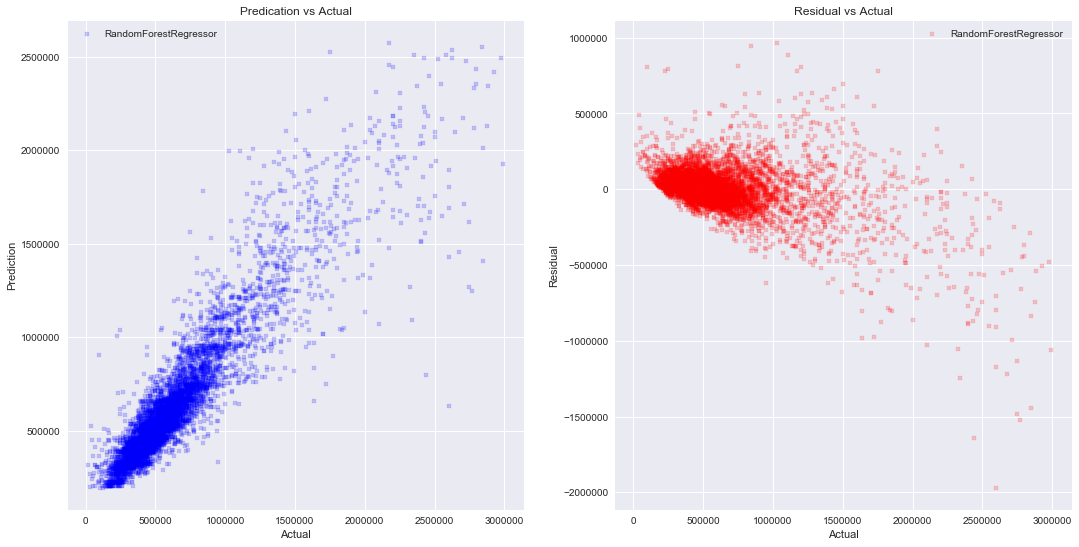 Predication vs Actual
RandomForestRegressor
2500000
2000000
1500000
1000000
500000
Prediction
0 500000 1000000 1500000 2000000 2500000 3000000
Actual
Residual vs Actual
RandomForestRegressor
1000000
500000
0
−500000
−1000000
−1500000
−2000000
Residual
0 500000 1000000 1500000 2000000 2500000 3000000
Actual